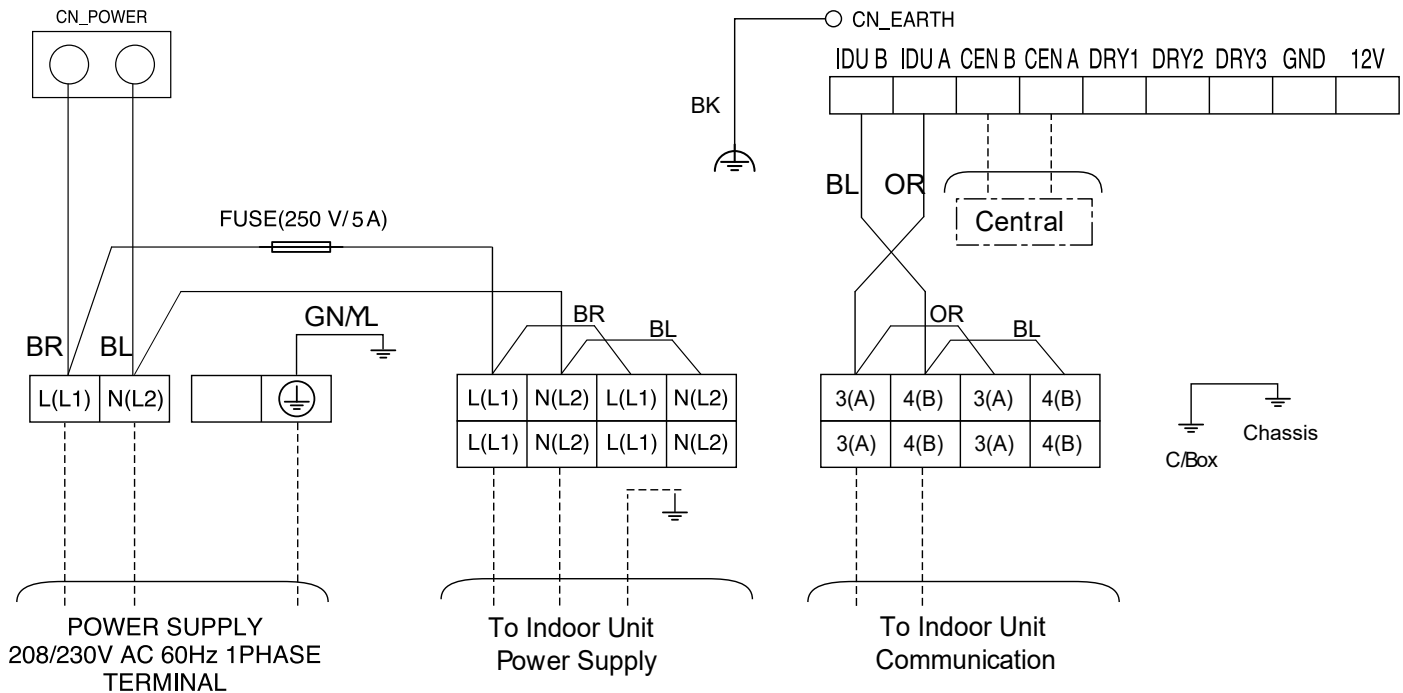 CN_POWER
CN_EARTH
IDU B IDU A CEN B CEN A DRY1 DRY2 DRY3 GND 12V
BK
BL OR
Central
FUSE(250 V/5A)
GN/YL
BR BL
BR
BL
OR
BL
L(L1) N(L2)
L(L1) N(L2) L(L1) N(L2)
L(L1) N(L2) L(L1) N(L2)
3(A) 4(B) 3(A) 4(B)
3(A) 4(B) 3(A) 4(B)
C/Box
Chassis
POWER SUPPLY
208/230V AC 60Hz 1PHASE
TERMINAL
To Indoor Unit
Power Supply
To Indoor Unit
Communication